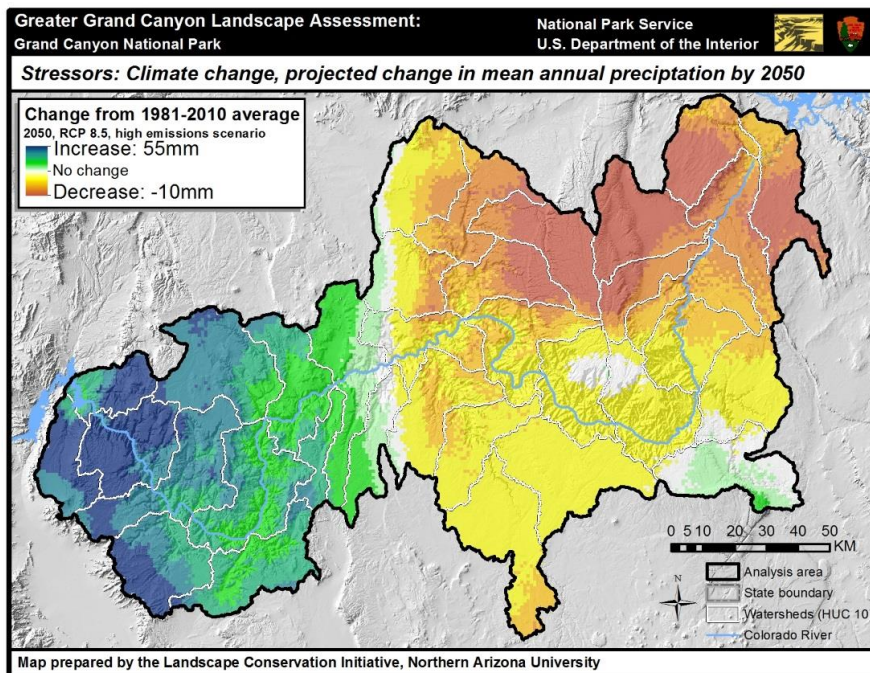 Greater Grand Canyon Landscape Assessment:
Grand Canyon National Park
National Park Service
U.S. Department of the Interior
Stressors: Climate change, projected change in mean annual preciptation by 2050
Change from 1981-2010 average
2050, RCP 8.5, high emissions scenario
Increase: 55mm
No change
Decrease: -10mm
0 5 10 20 30 40 50
KM
N
Analysis area
State boundary
Watersheds (HUC 10
Colorado River
Map prepared by the Landscape Conservation Initiative, Northern Arizona University